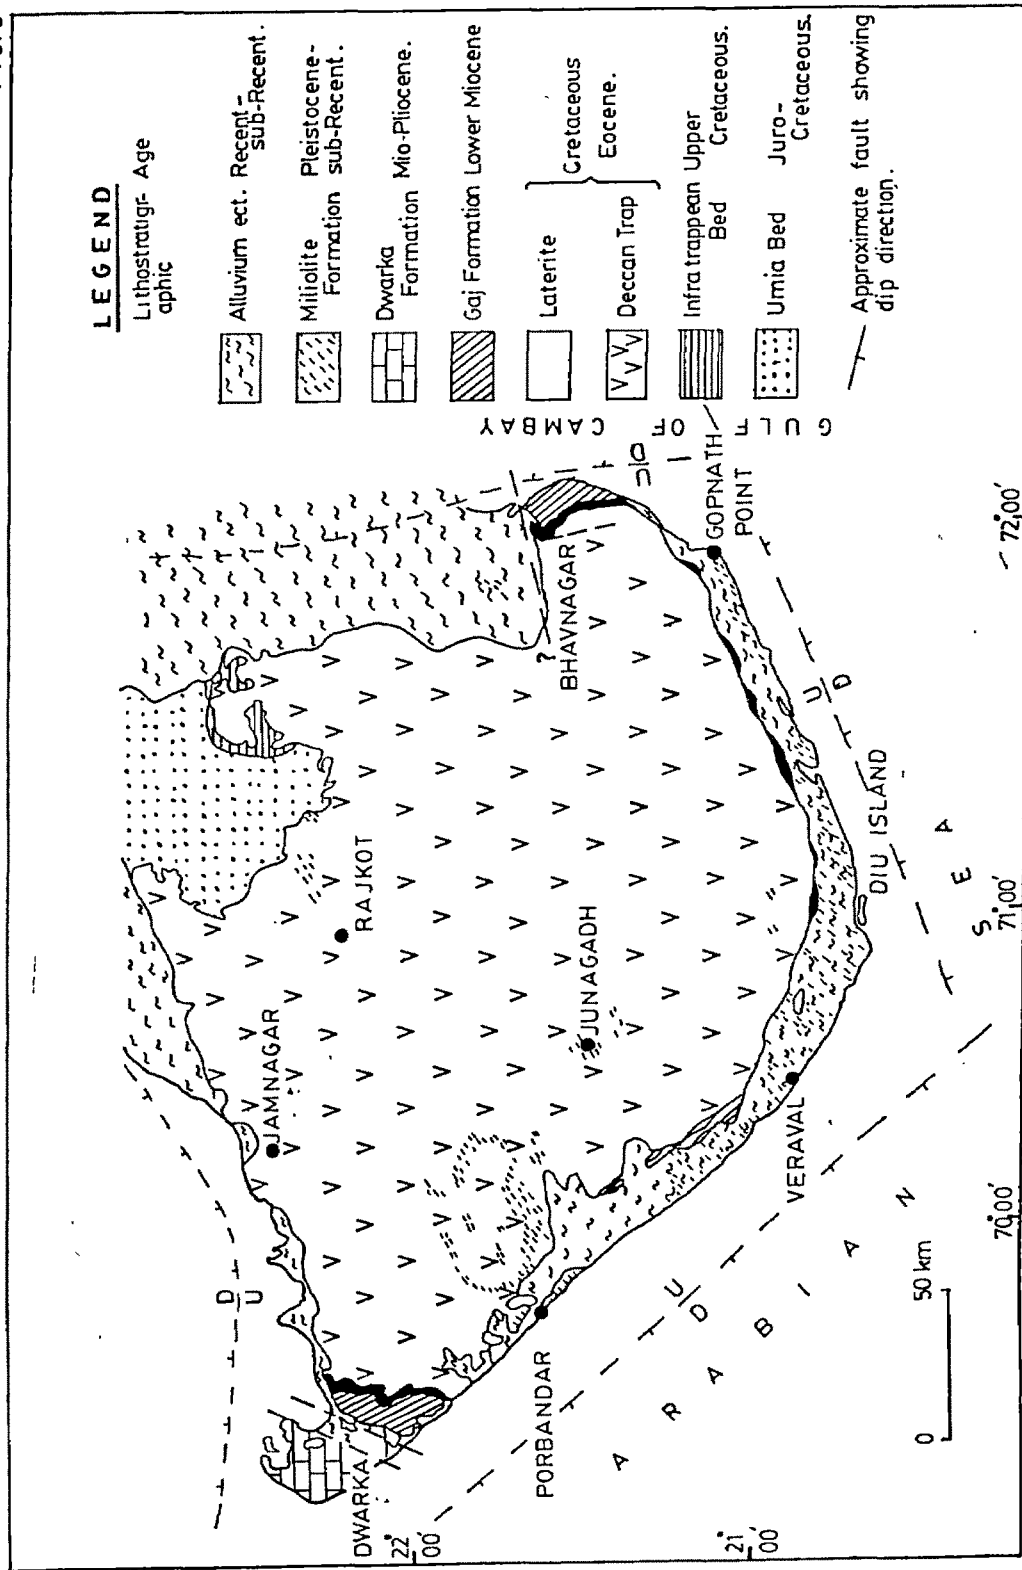 LEGEND
Lithostratigr- Age
aphic
Alluvium ect. Recent-
sub-Recent.
Miliolite Pleistocene-
Formation sub-Recent.
Dwarka
Formation Mio-Pliocene.
Gaj Formation Lower Miocene
Laterite
Cretaceous
Eocene.
Deccan Trap
Infratrappean Upper
Bed Cretaceous.
Umia Bed Juro-
Cretaceous.
Approximate fault showing
dip direction.
GULF OF CAMBAY
D
U
JAMNAGAR
RAJKOT
?
BHAVNAGAR
U
D
GOPNATH
POINT
DWARKA
JUNAGADH
PORBANDAR
U
D
VERAVAL
DIU ISLAND
U
D
ARABIAN SEA
0 50 km
22°
00'
21°
00'
70°,00'
71°,00'
72°,00'